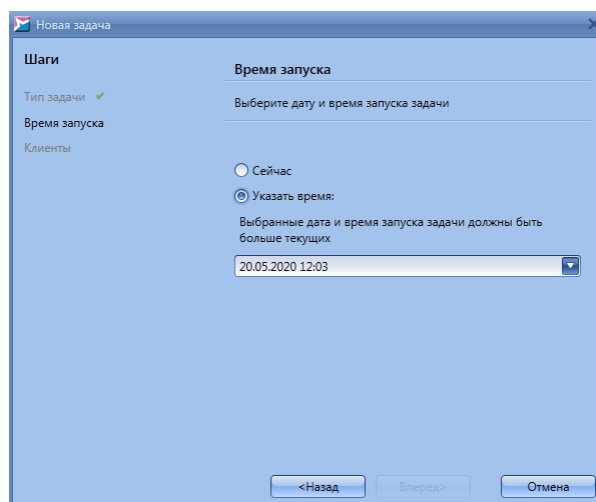 Новая задача
Шаги
Тип задачи
Время запуска
Клиенты
Время запуска
Выберите дату и время запуска задачи
Сейчас
Указать время:
Выбранные дата и время запуска задачи должны быть
больше текущих
20.05.2020 12:03
<Назад
Вперед>
Отмена